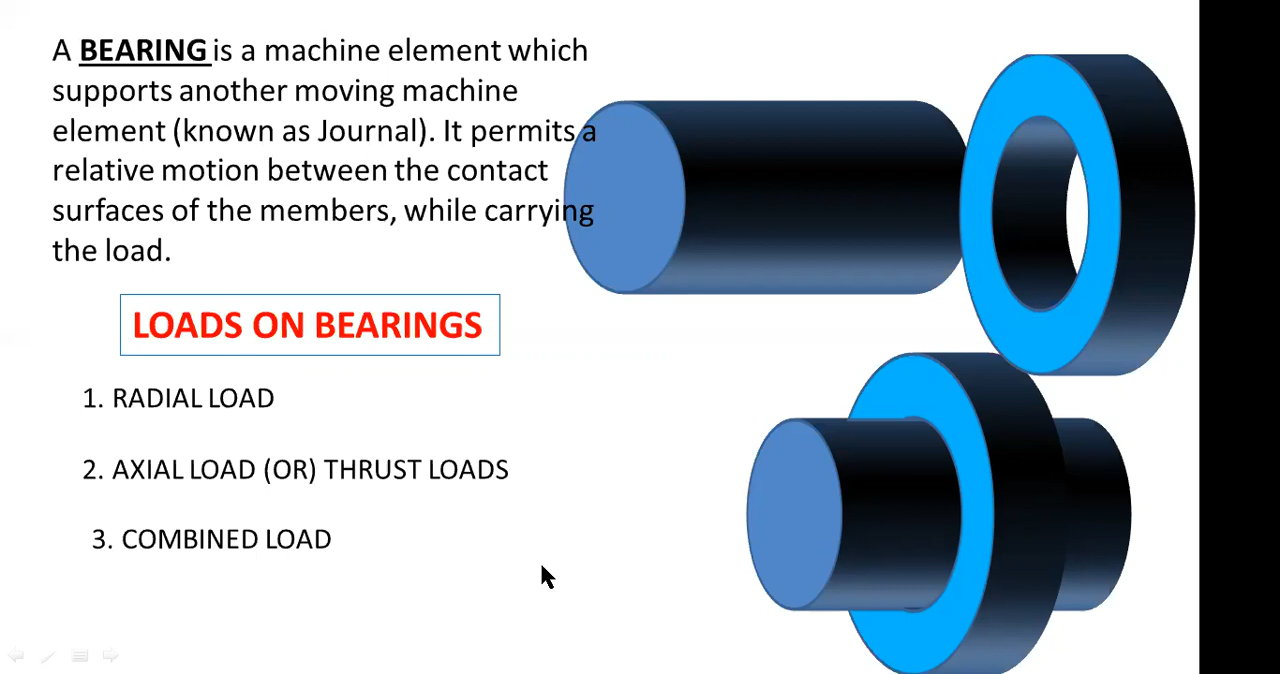 A BEARING is a machine element which
supports another moving machine
element (known as Journal). It permits a
relative motion between the contact
surfaces of the members, while carrying
the load.
LOADS ON BEARINGS
1. RADIAL LOAD
2. AXIAL LOAD (OR) THRUST LOADS
3. COMBINED LOAD